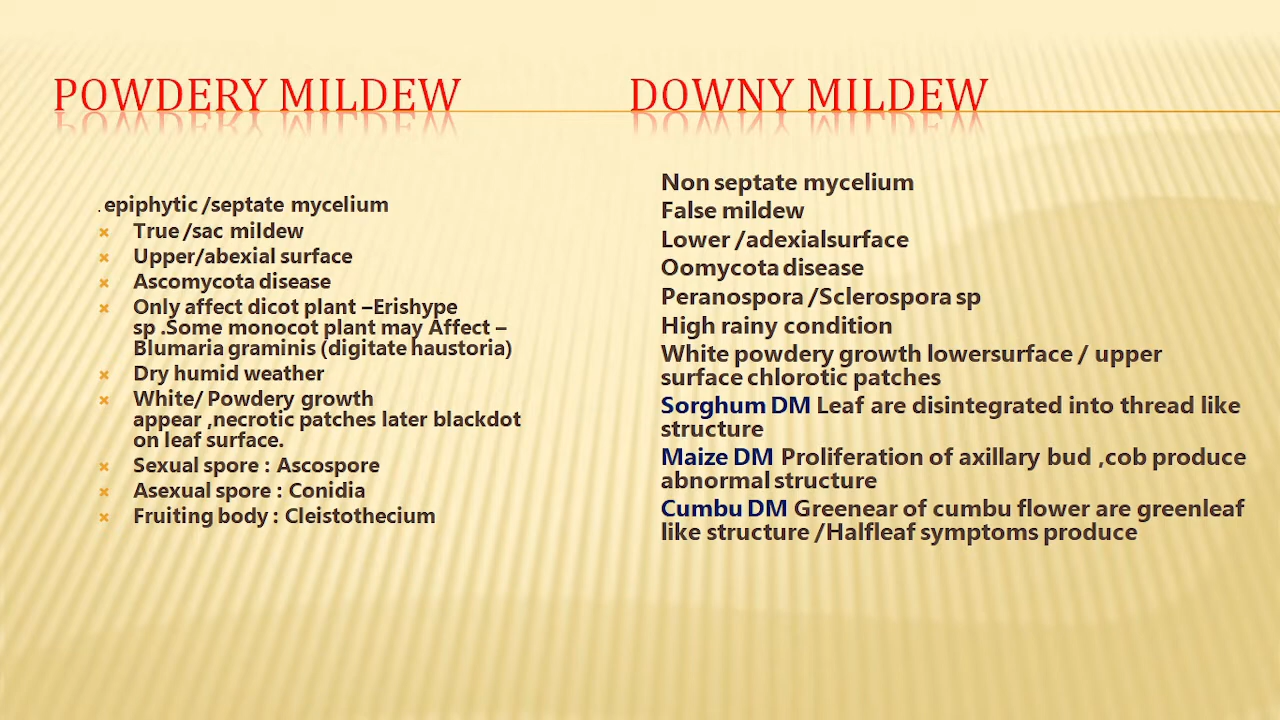 POWDERY MILDEW
. epiphytic /septate mycelium
True /sac mildew
Upper/abexial surface
Ascomycota disease
Only affect dicot plant –Erishype
sp .Some monocot plant may Affect –
Blumaria graminis (digitate haustoria)
Dry humid weather
White/ Powdery growth
appear ,necrotic patches later blackdot
on leaf surface.
Sexual spore : Ascospore
Asexual spore : Conidia
Fruiting body : Cleistothecium
DOWNY MILDEW
Non septate mycelium
False mildew
Lower /adexialsurface
Oomycota disease
Peranospora /Sclerospora sp
High rainy condition
White powdery growth lowersurface / upper
surface chlorotic patches
Sorghum DM Leaf are disintegrated into thread like
structure
Maize DM Proliferation of axillary bud ,cob produce
abnormal structure
Cumbu DM Greenear of cumbu flower are greenleaf
like structure /Halfleaf symptoms produce